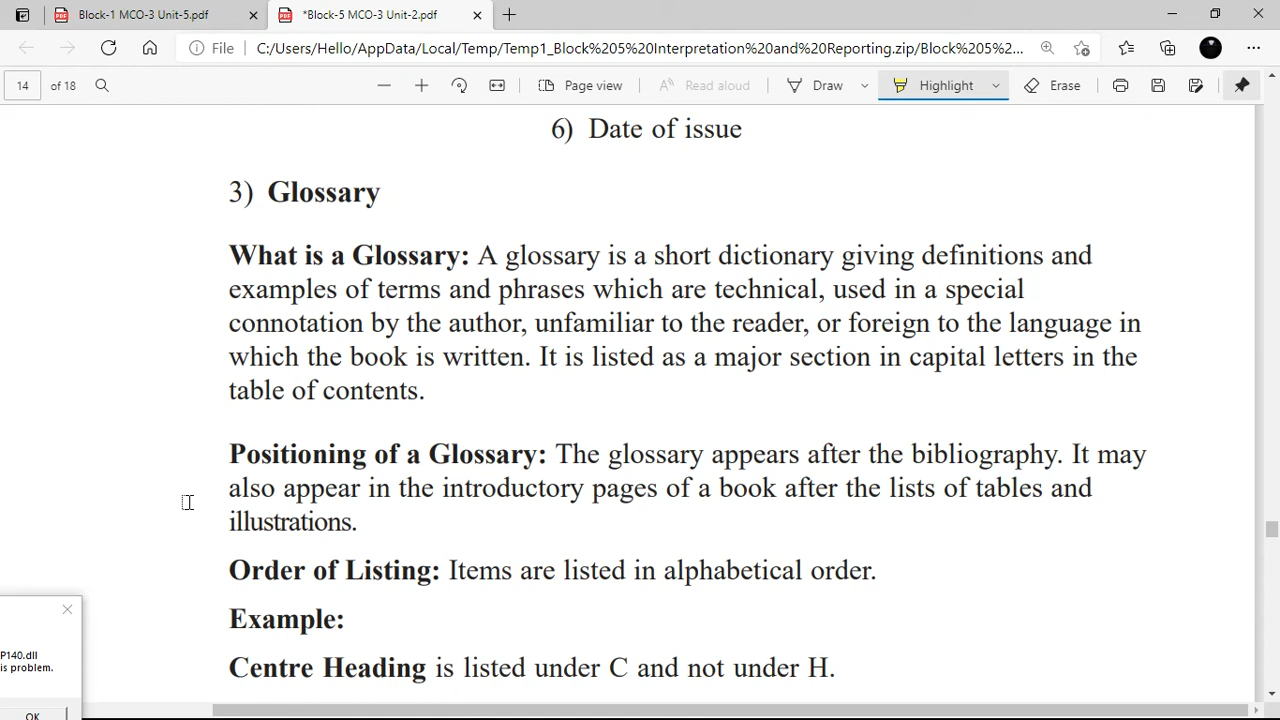 Block-1 MCO-3 Unit-5.pdf
*Block-5 MCO-3 Unit-2.pdf
File
C:/Users/Hello/AppData/Local/Temp/Temp1_Block%205%20Interpretation%20and%20Reporting.zip/Block%205%2...
14 of 18
Page view
Read aloud
Draw
Highlight
Erase
6) Date of issue
3) Glossary
What is a Glossary: A glossary is a short dictionary giving definitions and
examples of terms and phrases which are technical, used in a special
connotation by the author, unfamiliar to the reader, or foreign to the language in
which the book is written. It is listed as a major section in capital letters in the
table of contents.
Positioning of a Glossary: The glossary appears after the bibliography. It may
also appear in the introductory pages of a book after the lists of tables and
illustrations.
Order of Listing: Items are listed in alphabetical order.
Example:
Centre Heading is listed under C and not under H.
P140.dll
is problem.
OK